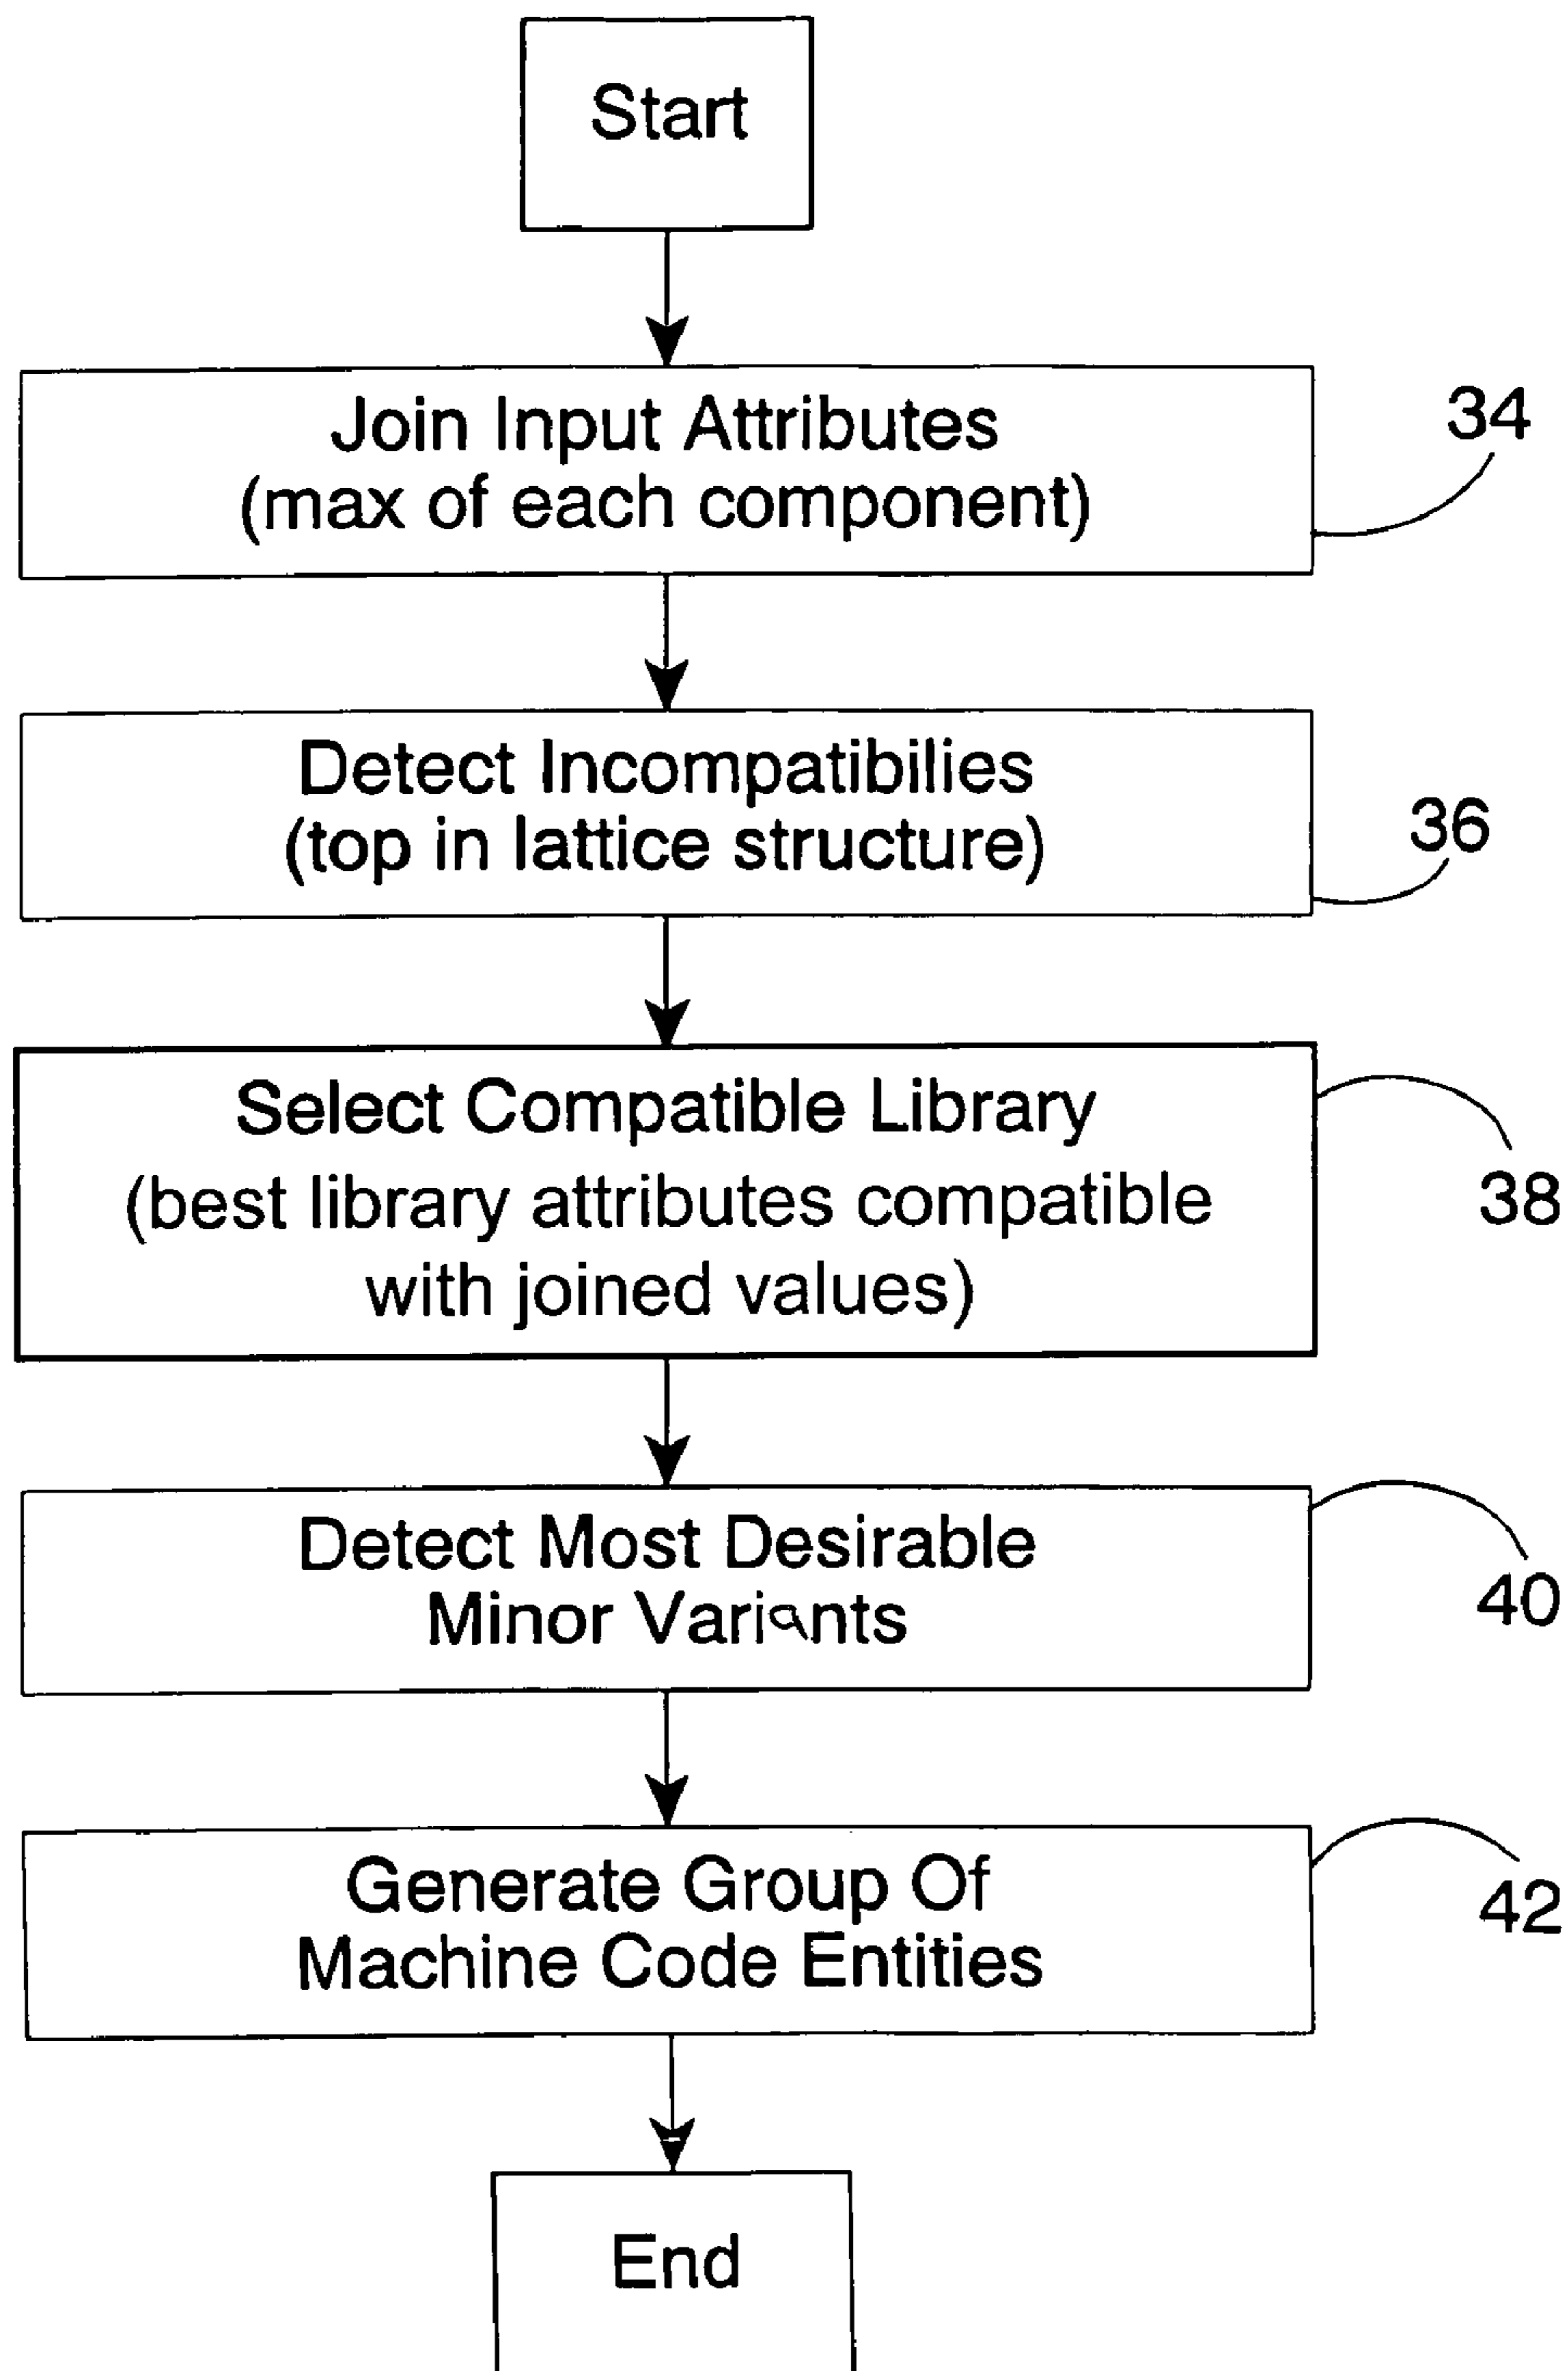 Start
Join Input Attributes
(max of each component)
34
Detect Incompatibilies
(top in lattice structure)
36
Select Compatible Library
(best library attributes compatible
with joined values)
38
Detect Most Desirable
Minor Variants
40
Generate Group Of
Machine Code Entities
42
End